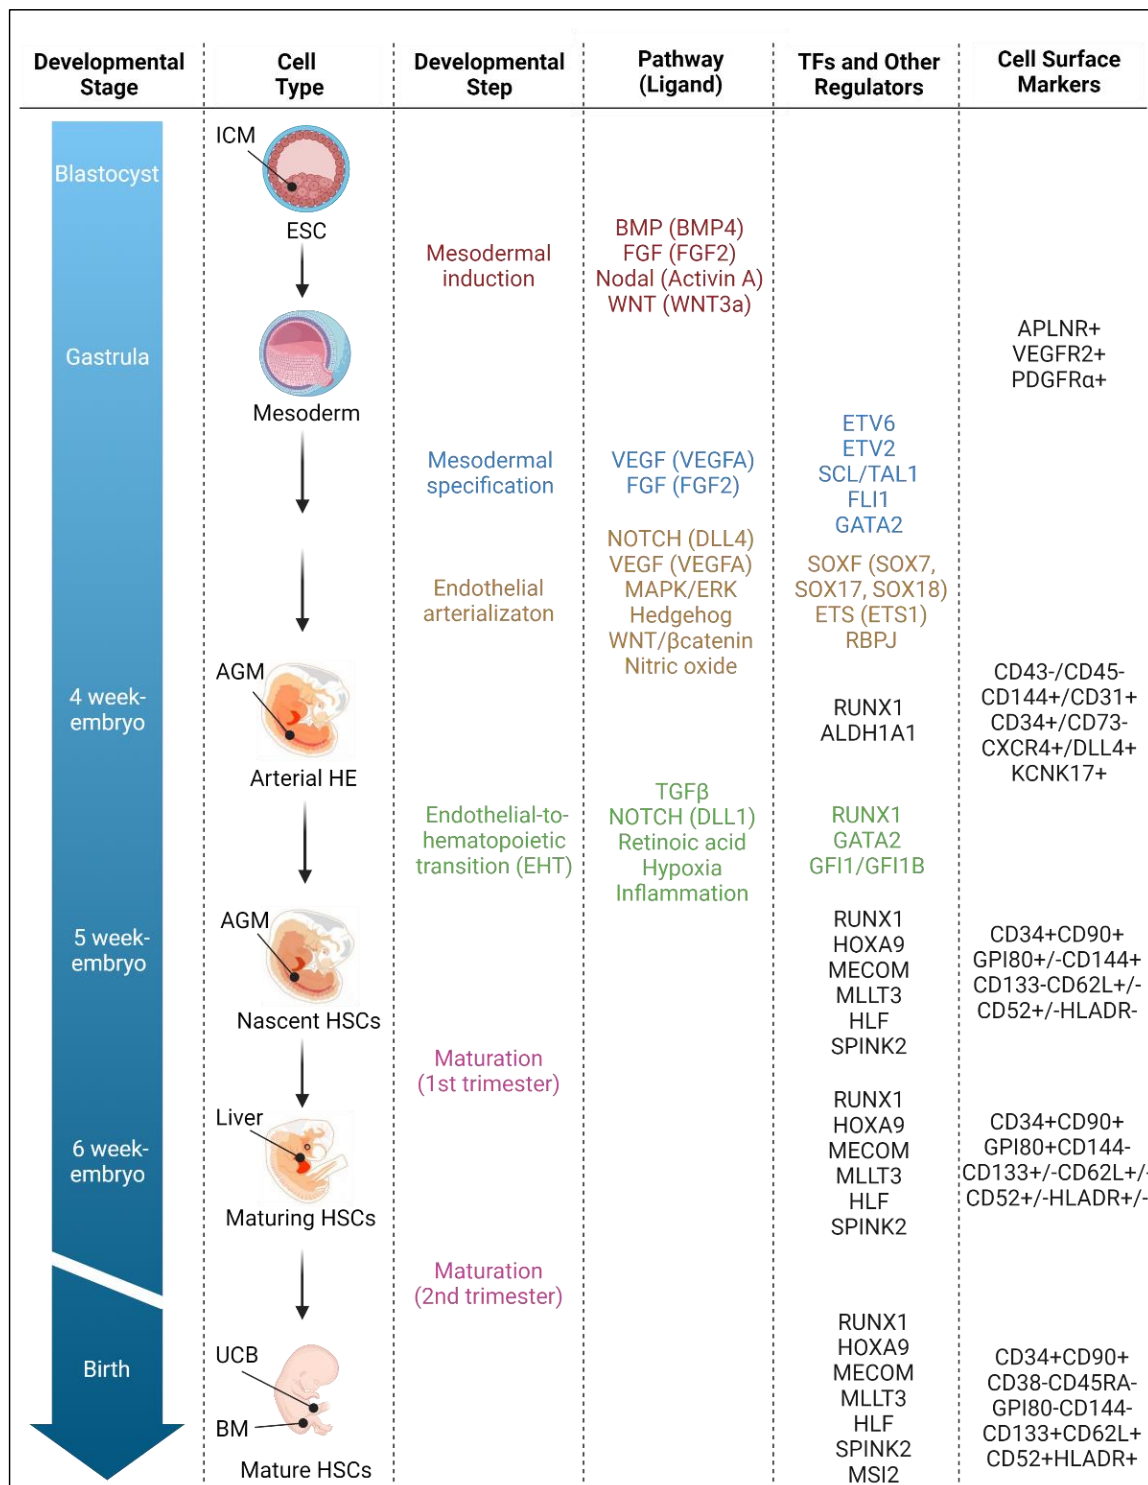 Developmental
Stage
Cell
Type
Developmental
Step
Pathway
(Ligand)
TFs and Other
Regulators
Cell Surface
Markers
Blastocyst
ICM
ESC
Mesodermal
induction
BMP (BMP4)
FGF (FGF2)
Nodal (Activin A)
WNT (WNT3a)
Gastrula
Mesoderm
APLNR+
VEGFR2+
PDGFRα+
Mesodermal
specification
VEGF (VEGFA)
FGF (FGF2)
ETV6
ETV2
SCL/TAL1
FLI1
GATA2
Endothelial
arterializaton
NOTCH (DLL4)
VEGF (VEGFA)
MAPK/ERK
Hedgehog
WNT/βcatenin
Nitric oxide
SOXF (SOX7,
SOX17, SOX18)
ETS (ETS1)
RBPJ
4 week-
embryo
AGM
Arterial HE
RUNX1
ALDH1A1
CD43-/CD45-
CD144+/CD31+
CD34+/CD73-
CXCR4+/DLL4+
KCNK17+
Endothelial-to-
hematopoietic
transition (EHT)
TGFβ
NOTCH (DLL1)
Retinoic acid
Hypoxia
Inflammation
RUNX1
GATA2
GFI1/GFI1B
5 week-
embryo
AGM
Nascent HSCs
RUNX1
HOXA9
MECOM
MLLT3
HLF
SPINK2
CD34+CD90+
GPI80+/-CD144+
CD133-CD62L+/-
CD52+/-HLADR-
Maturation
(1st trimester)
6 week-
embryo
Liver
Maturing HSCs
RUNX1
HOXA9
MECOM
MLLT3
HLF
SPINK2
CD34+CD90+
GPI80+CD144-
CD133+/-CD62L+/-
CD52+/-HLADR+/-
Maturation
(2nd trimester)
Birth
UCB
BM
Mature HSCs
RUNX1
HOXA9
MECOM
MLLT3
HLF
SPINK2
MSI2
CD34+CD90+
CD38-CD45RA-
GPI80-CD144-
CD133+CD62L+
CD52+HLADR+